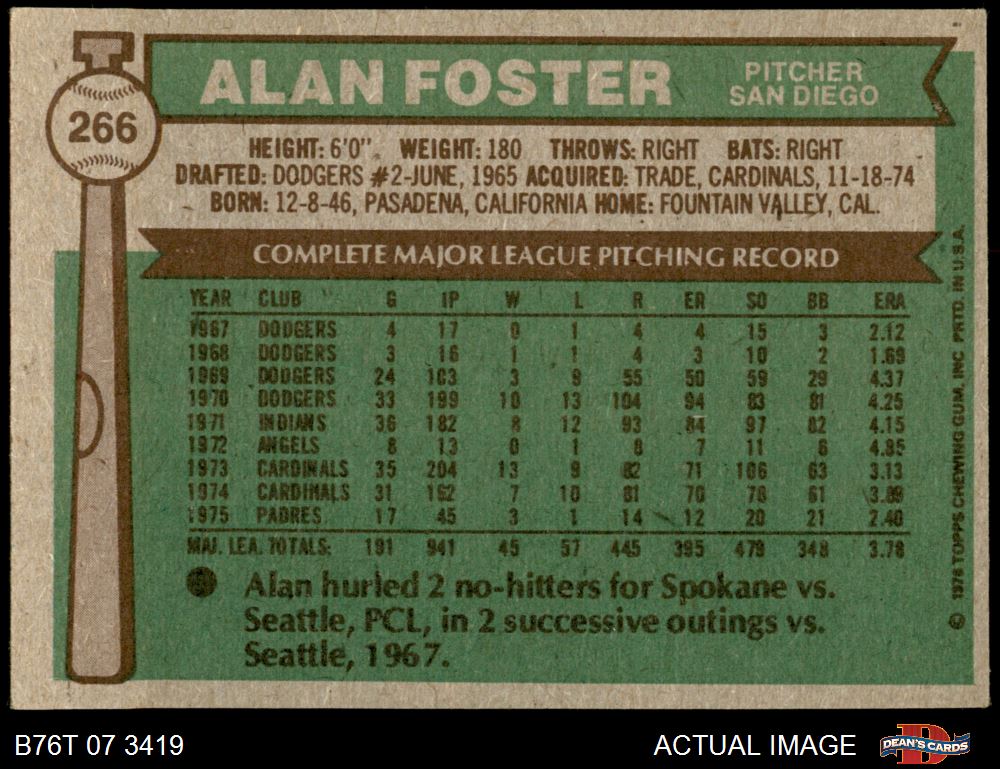 ALAN FOSTER
PITCHER
SAN DIEGO
266
HEIGHT: 6'0". WEIGHT: 180 THROWS: RIGHT BATS: RIGHT
DRAFTED: DODGERS #2-JUNE, 1965 ACQUIRED: TRADE, CARDINALS, 11-18-74
BORN: 12-8-46, PASADENA, CALIFORNIA HOME: FOUNTAIN VALLEY, CAL.
COMPLETE MAJOR LEAGUE PITCHING RECORD
YEAR CLUB G IP W L R ER SO BB ERA
1967 DODGERS 4 17 0 1 4 4 15 3 2.12
1968 DODGERS 3 16 1 1 4 3 10 2 1.69
1969 DODGERS 24 103 3 9 55 50 59 29 4.37
1970 DODGERS 33 199 10 13 104 94 83 81 4.25
1971 INDIANS 36 182 8 12 93 84 97 82 4.15
1972 ANGELS 8 13 0 1 8 7 11 6 4.85
1973 CARDINALS 35 204 13 9 82 71 106 63 3.13
1974 CARDINALS 31 162 7 10 81 70 78 61 3.89
1975 PADRES 17 45 3 1 14 12 20 21 2.40
MAJ. LEA. TOTALS: 191 941 45 57 445 395 479 348 3.78
Alan hurled 2 no-hitters for Spokane vs.
Seattle, PCL, in 2 successive outings vs.
Seattle, 1967.
© 1976 TOPPS CHEWING GUM, INC PRTD. IN U.S.A.
B76T 07 3419
ACTUAL IMAGE
D
DEAN'S CARDS